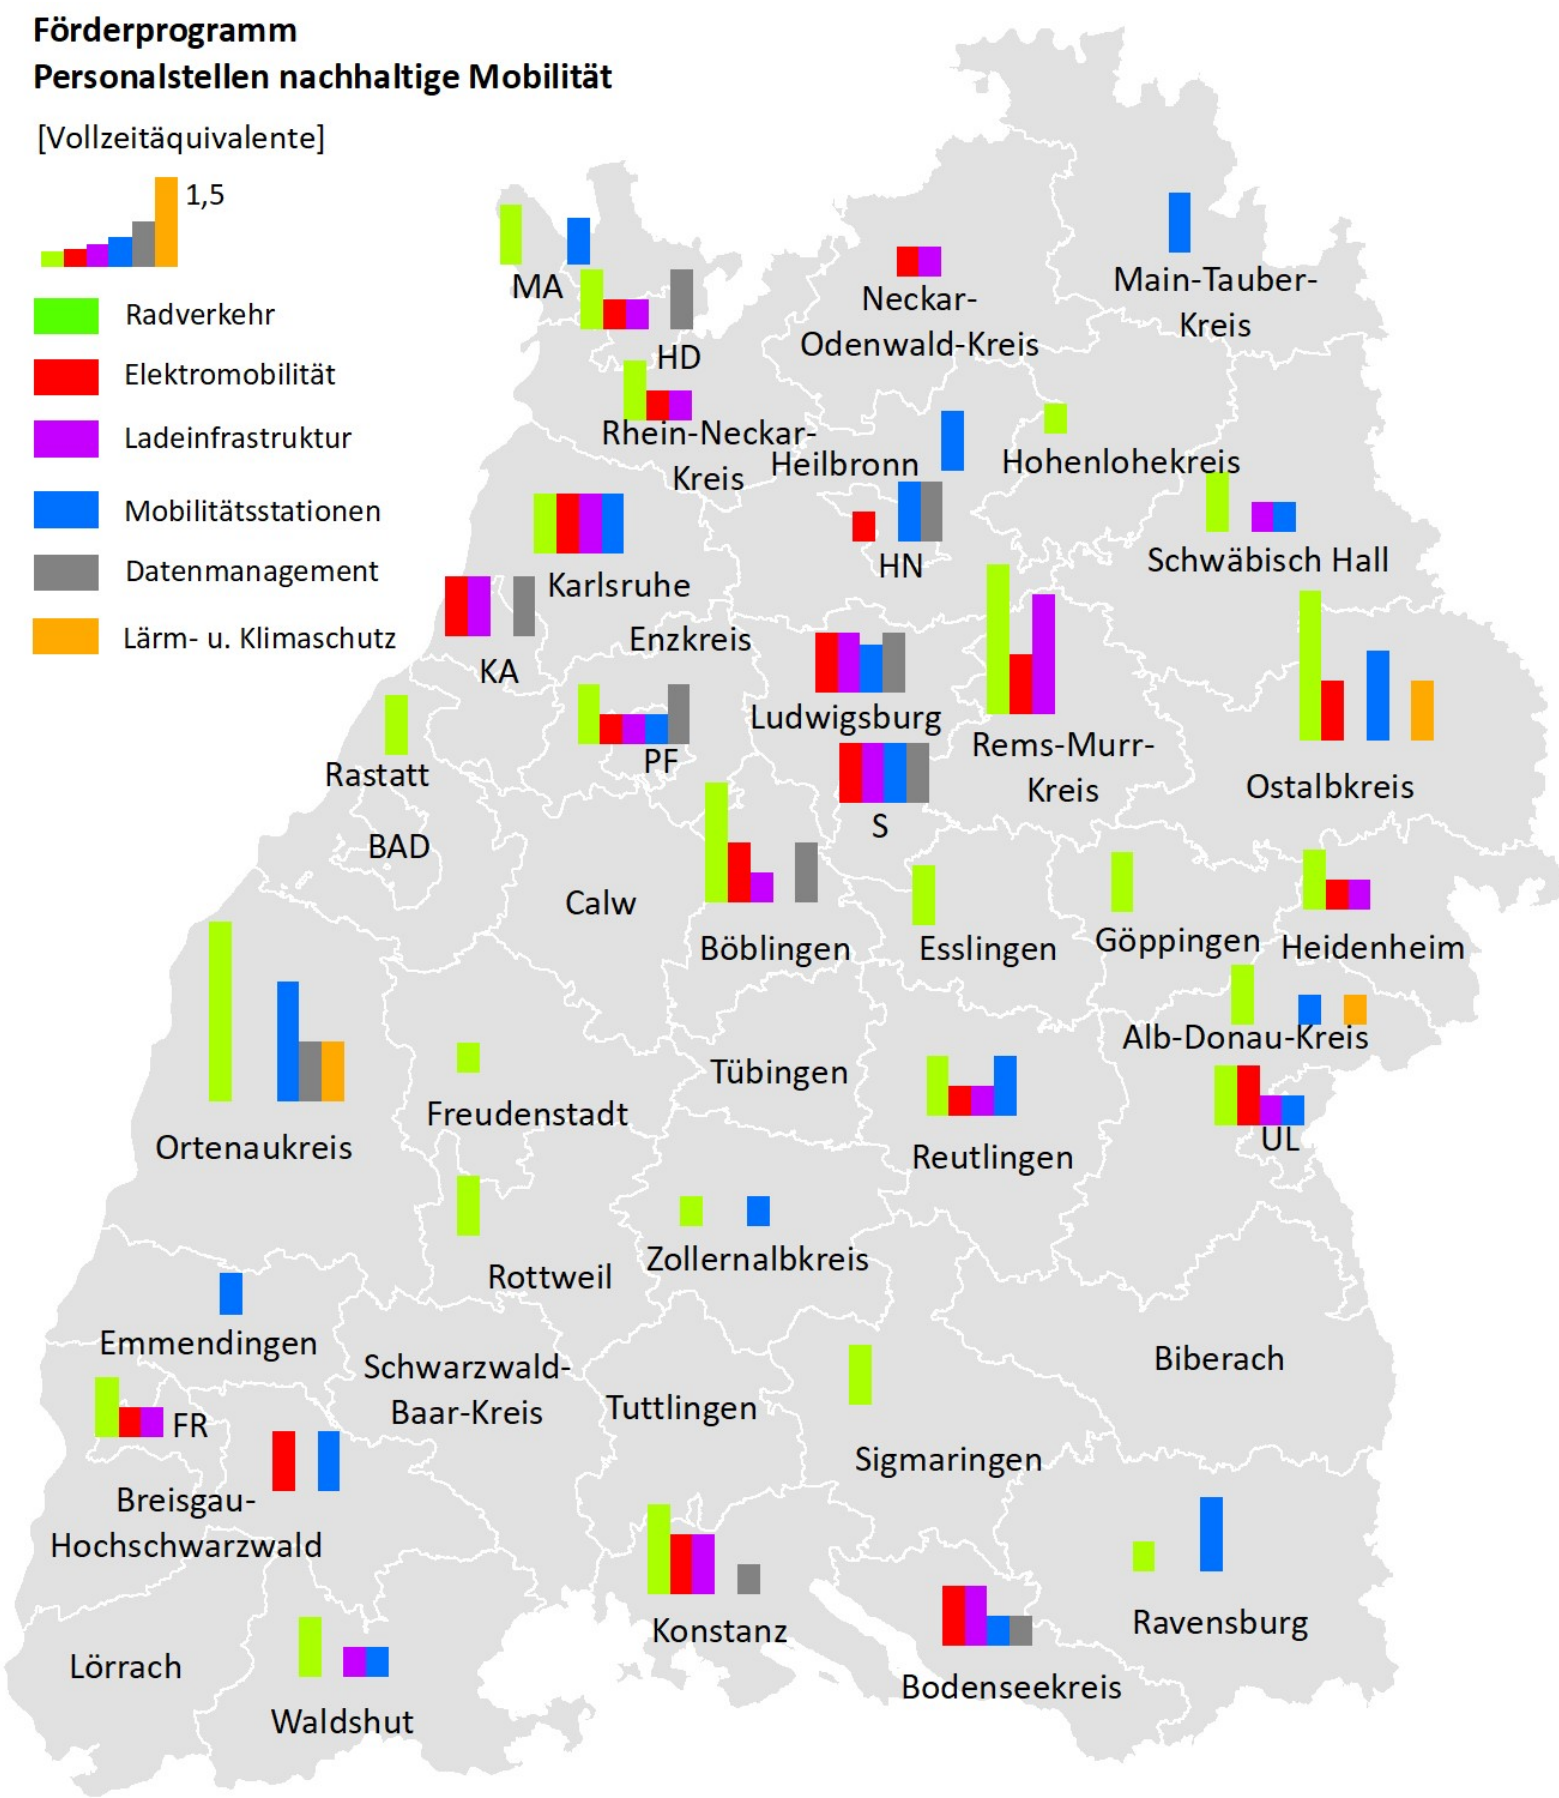 Förderprogramm
Personalstellen nachhaltige Mobilität
[Vollzeitäquivalente]
1,5
Radverkehr
Elektromobilität
Ladeinfrastruktur
Mobilitätsstationen
Datenmanagement
Lärm- u. Klimaschutz
MA
HD
Neckar-
Odenwald-Kreis
Main-Tauber-
Kreis
Rhein-Neckar-
Kreis
Heilbronn
Hohenlohekreis
HN
Schwäbisch Hall
Karlsruhe
KA
Enzkreis
PF
Ludwigsburg
S
Rems-Murr-
Kreis
Ostalbkreis
Rastatt
BAD
Calw
Böblingen
Esslingen
Göppingen
Heidenheim
Alb-Donau-Kreis
UL
Ortenaukreis
Freudenstadt
Tübingen
Reutlingen
Rottweil
Zollernalbkreis
Emmendingen
FR
Breisgau-
Hochschwarzwald
Schwarzwald-
Baar-Kreis
Tuttlingen
Sigmaringen
Biberach
Konstanz
Bodenseekreis
Ravensburg
Lörrach
Waldshut